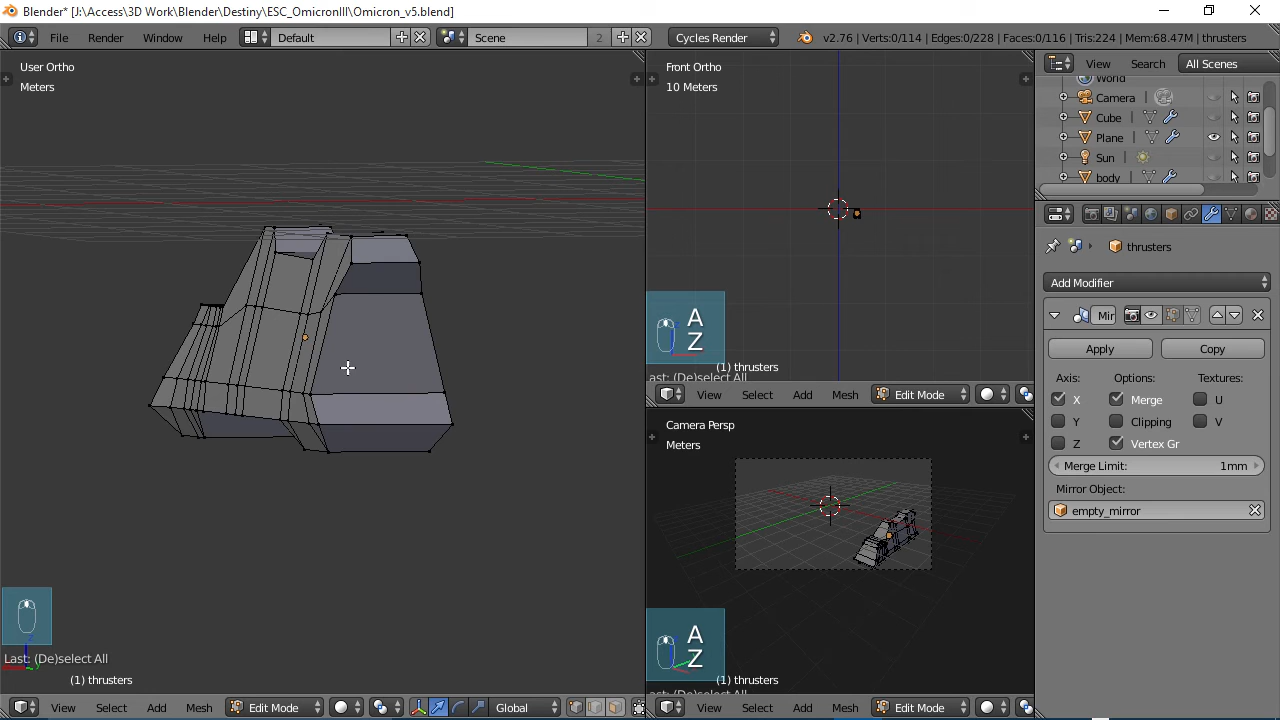 Blender* [J:\Access\3D Work\Blender\Destiny\ESC_OmicronIII\Omicron_v5.blend]
File Render Window Help Default Scene 2 Cycles Render v2.76 | Verts:0/114 | Edges:0/228 | Faces:0/116 | Tris:224 | Mem:68.47M | thrusters
User Ortho
Meters
Front Ortho
10 Meters
A
Z
(1) thrusters
ast: (De)select All
View Select Add Mesh Edit Mode
Camera Persp
Meters
A
Z
(1) thrusters
Last: (De)select All
(1) thrusters
View Select Add Mesh Edit Mode Global
View Select Add Mesh Edit Mode
View Search All Scenes
World
Camera
Cube
Plane
Sun
body
thrusters
Add Modifier
Mir
Apply Copy
Axis: Options: Textures:
X Merge U
Y Clipping V
Z Vertex Gr
Merge Limit: 1mm
Mirror Object:
empty_mirror